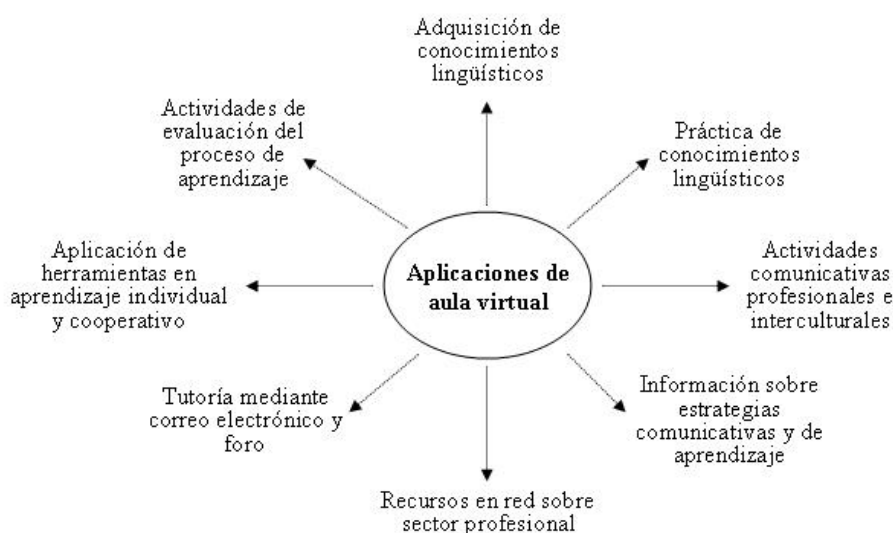 Adquisición de
conocimientos
lingüísticos
Actividades de
evaluación del
proceso de
aprendizaje
Práctica de
conocimientos
lingüísticos
Aplicación de
herramientas en
aprendizaje individual
y cooperativo
Aplicaciones de
aula virtual
Actividades
comunicativas
profesionales e
interculturales
Tutoría mediante
correo electrónico y
foro
Información sobre
estrategias
comunicativas y de
aprendizaje
Recursos en red sobre
sector profesional